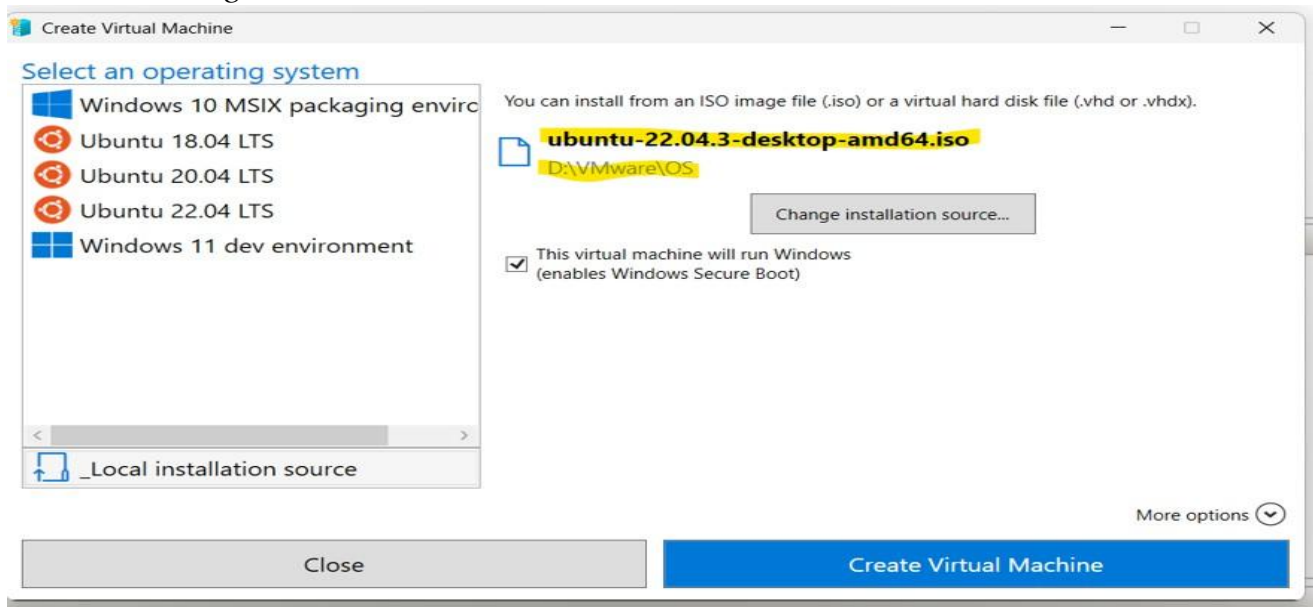 Create Virtual Machine
Select an operating system
Windows 10 MSIX packaging envirc
Ubuntu 18.04 LTS
Ubuntu 20.04 LTS
Ubuntu 22.04 LTS
Windows 11 dev environment
_Local installation source
You can install from an ISO image file (.iso) or a virtual hard disk file (.vhd or .vhdx).
ubuntu-22.04.3-desktop-amd64.iso
D:\VMware\OS
Change installation source...
This virtual machine will run Windows
(enables Windows Secure Boot)
More options
Close
Create Virtual Machine